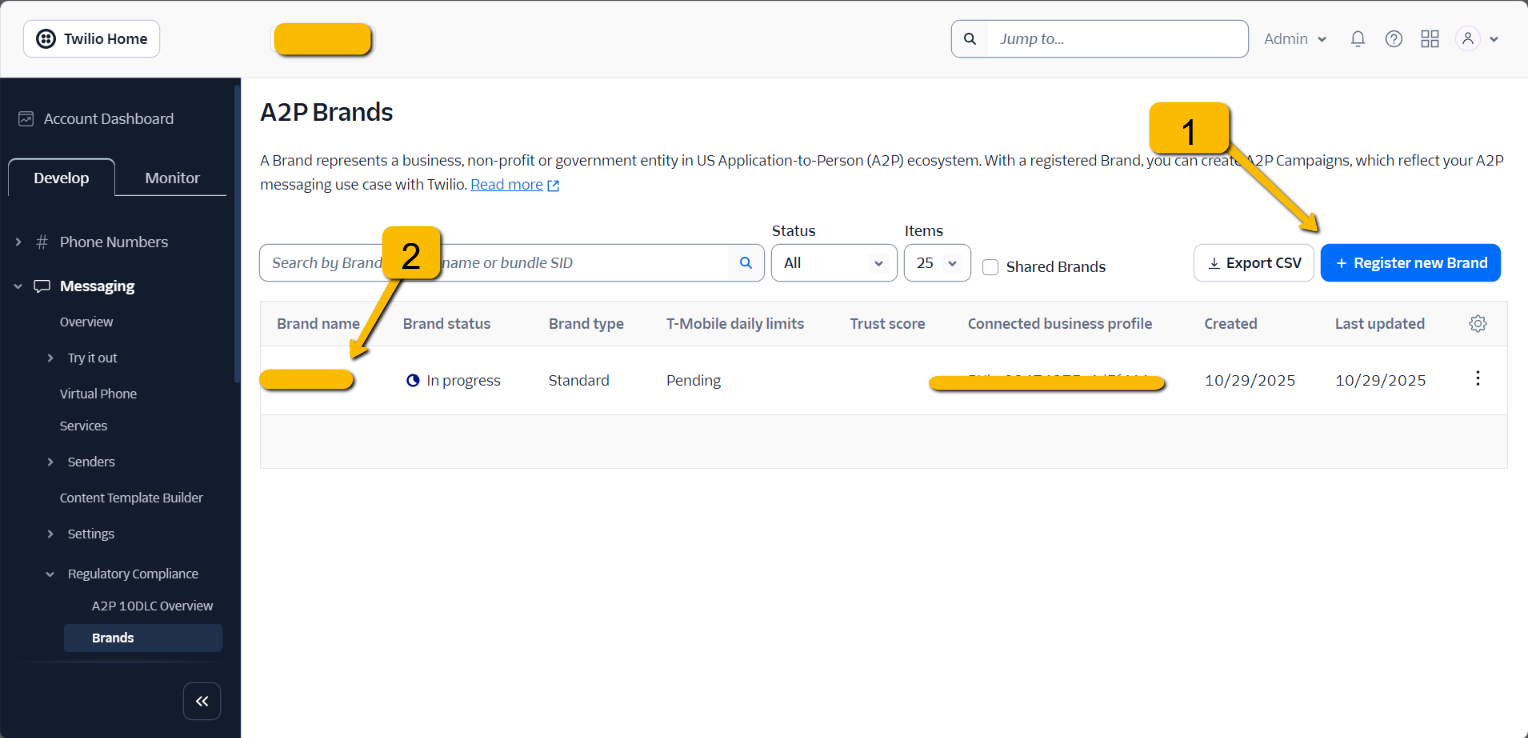 Twilio Home
Jump to...
Admin
Account Dashboard
Develop
Monitor
Phone Numbers
Messaging
Overview
Try it out
Virtual Phone
Services
Senders
Content Template Builder
Settings
Regulatory Compliance
A2P 10DLC Overview
Brands
A2P Brands
1
A Brand represents a business, non-profit or government entity in US Application-to-Person (A2P) ecosystem. With a registered Brand, you can create A2P Campaigns, which reflect your A2P
messaging use case with Twilio. Read more
Status
Items
2
Search by Brand name or bundle SID
All
25
Shared Brands
Export CSV
+ Register new Brand
Brand name Brand status Brand type T-Mobile daily limits Trust score Connected business profile Created Last updated
In progress Standard Pending 10/29/2025 10/29/2025